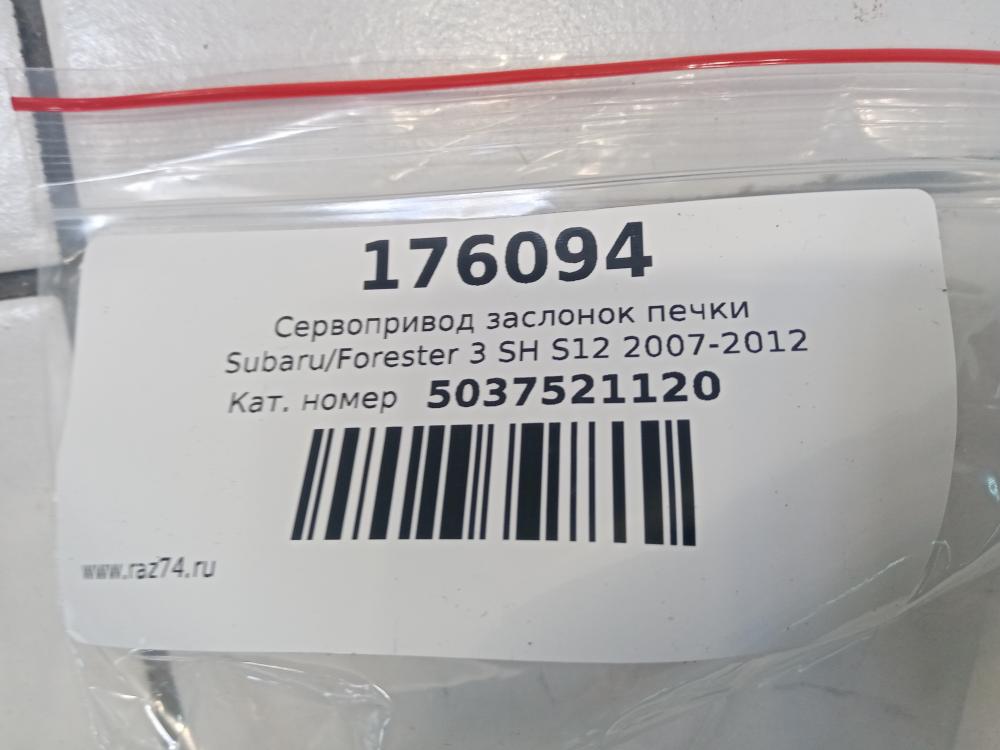 176094
Сервопривод заслонок печки
Subaru/Forester 3 SH S12 2007-2012
Кат. номер 5037521120
www.raz74.ru